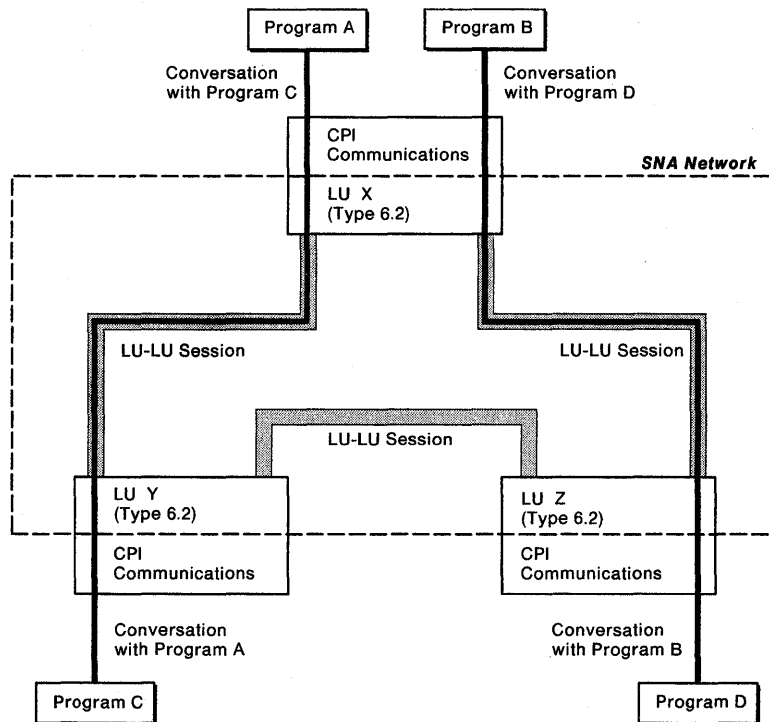 Program A
Program B
Conversation
with Program C
Conversation
with Program D
CPI
Communications
SNA Network
LU X
(Type 6.2)
LU-LU Session
LU-LU Session
LU-LU Session
LU Y
(Type 6.2)
LU Z
(Type 6.2)
CPI
Communications
CPI
Communications
Conversation
with Program A
Conversation
with Program B
Program C
Program D